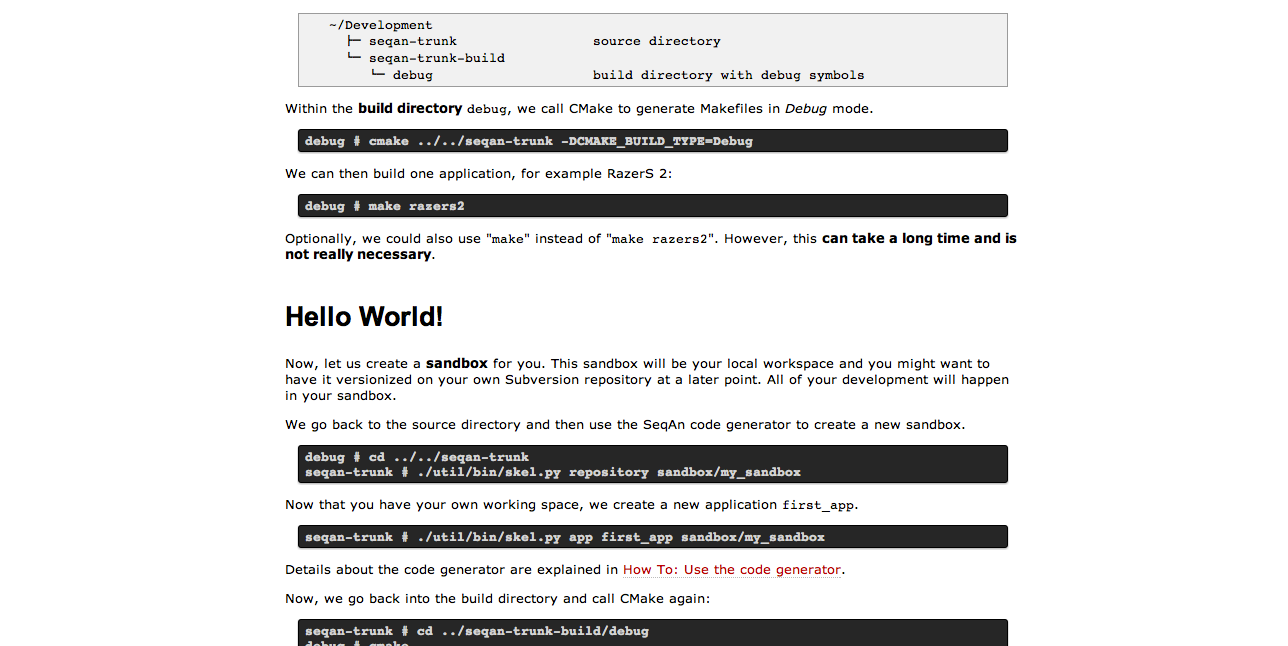 ~/Development
├─ seqan-trunk source directory
└─ seqan-trunk-build
└─ debug build directory with debug symbols
Within the build directory debug, we call CMake to generate Makefiles in Debug mode.
debug # cmake ../../seqan-trunk -DCMAKE_BUILD_TYPE=Debug
We can then build one application, for example RazerS 2:
debug # make razers2
Optionally, we could also use "make" instead of "make razers2". However, this can take a long time and is
not really necessary.
Hello World!
Now, let us create a sandbox for you. This sandbox will be your local workspace and you might want to
have it versionized on your own Subversion repository at a later point. All of your development will happen
in your sandbox.
We go back to the source directory and then use the SeqAn code generator to create a new sandbox.
debug # cd ../../seqan-trunk
seqan-trunk # ./util/bin/skel.py repository sandbox/my_sandbox
Now that you have your own working space, we create a new application first_app.
seqan-trunk # ./util/bin/skel.py app first_app sandbox/my_sandbox
Details about the code generator are explained in How To: Use the code generator.
Now, we go back into the build directory and call CMake again:
seqan-trunk # cd ../seqan-trunk-build/debug
debug # cmake